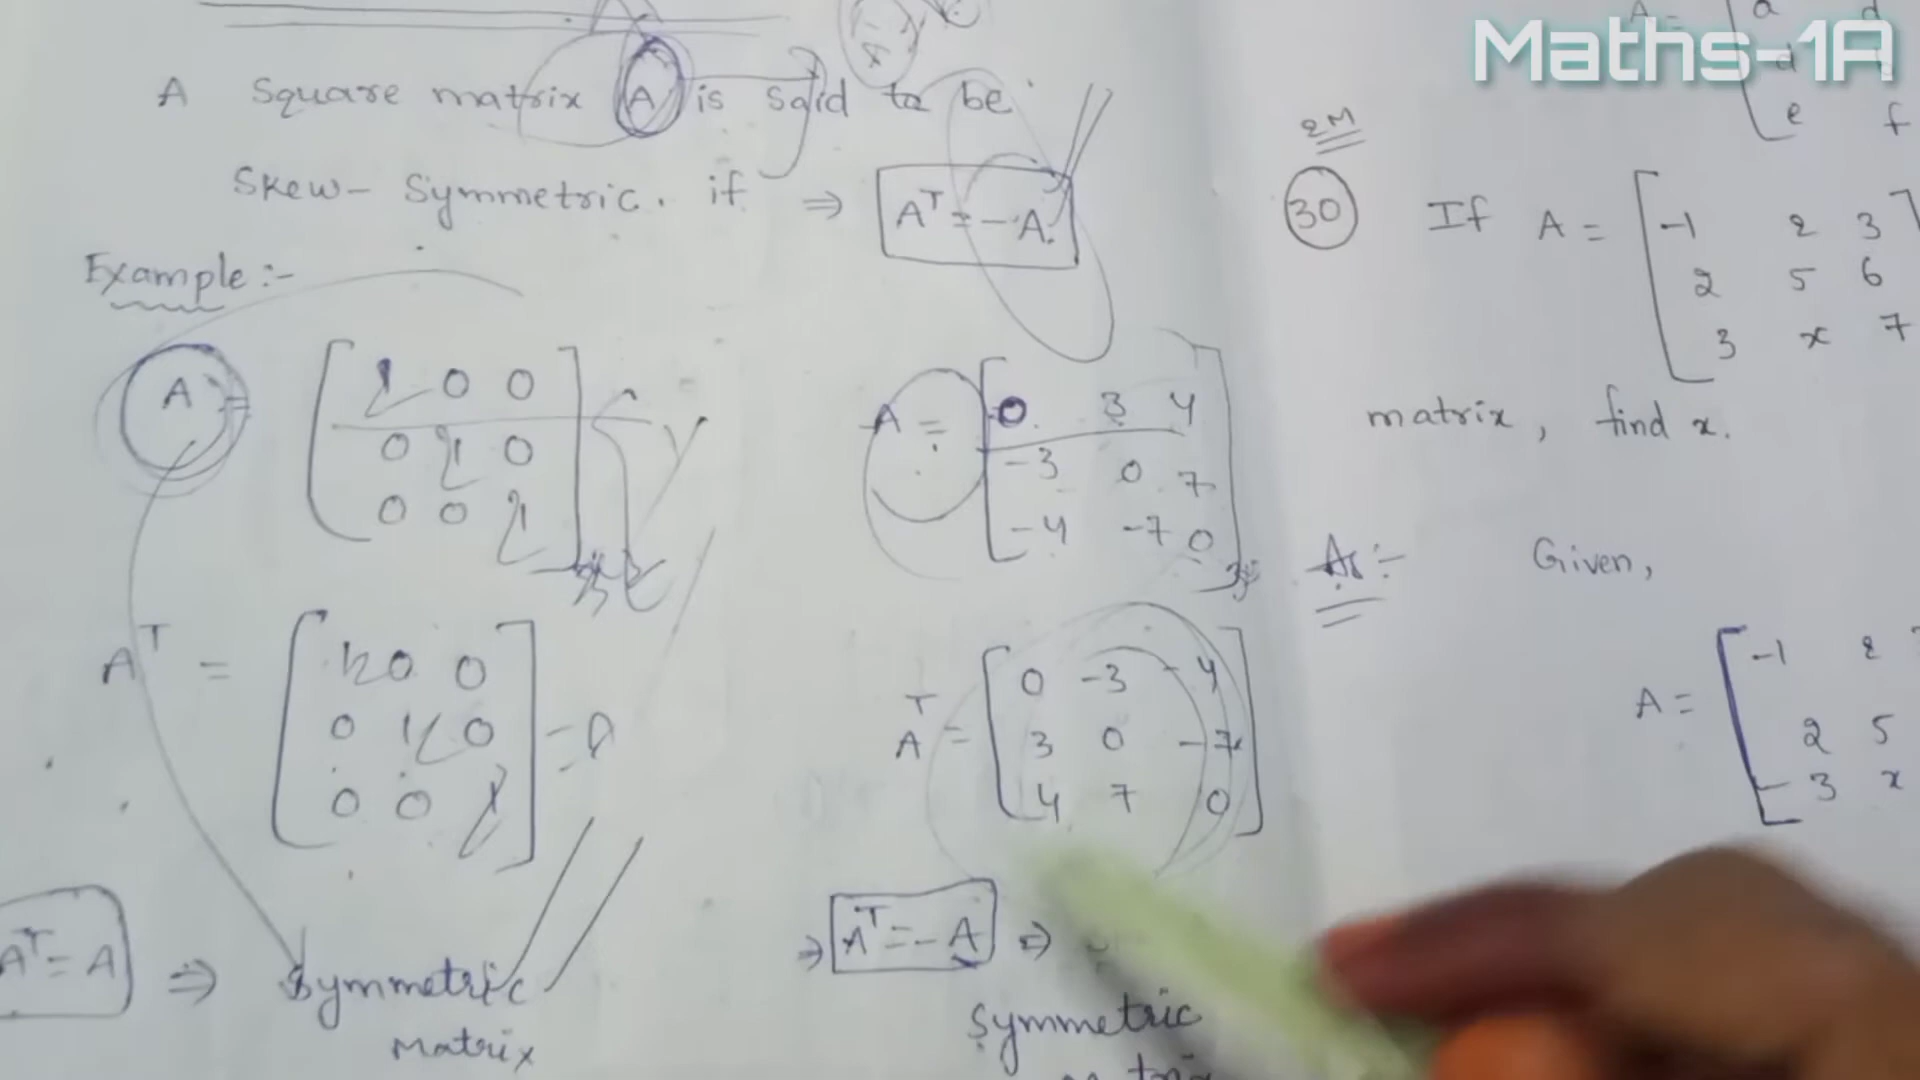 Maths-1A
A Square matrix A is said to be
Skew- Symmetric. if ⇒ Aᵀ = -A.
Example:-
A = [1 0 0
0 1 0
0 0 1]
Aᵀ = [1 0 0
0 1 0
0 0 1] = A
Aᵀ = A ⇒ Symmetric
Matrix
A = [0 3 4
-3 0 7
-4 -7 0]
Aᵀ = [0 -3 -4
3 0 -7
4 7 0]
⇒ Aᵀ = -A ⇒
Symmetric
A = [a d
d
e f
2M
30 If A = [-1 2 3
2 5 6
3 x 7
matrix, find x.
As:- Given,
A = [-1 2
2 5
3 x